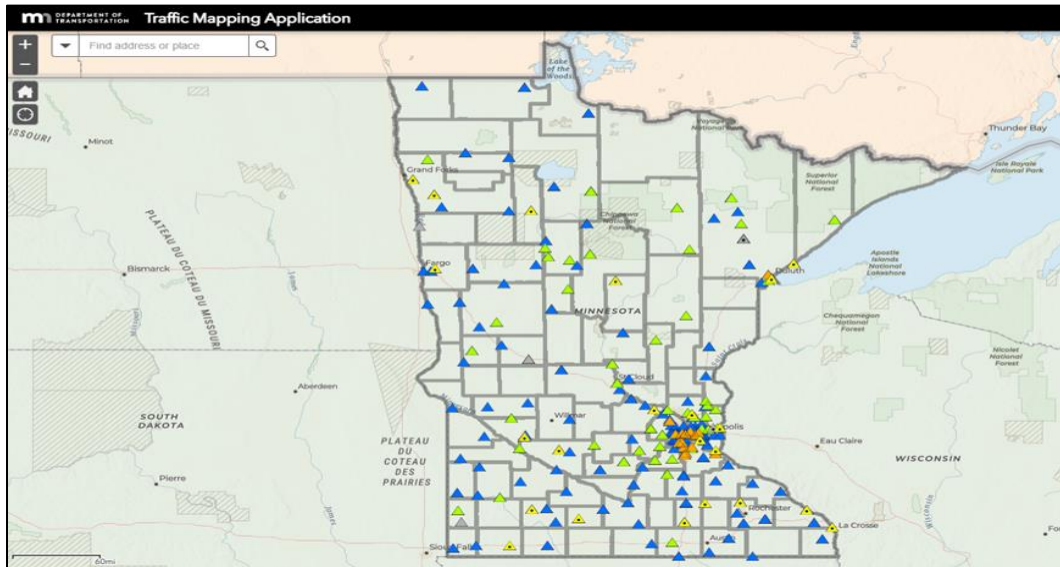 DEPARTMENT OF
TRANSPORTATION
Traffic Mapping Application
+
Find address or place
−
Lake
of the
Woods
Minot
Thunder Bay
Isle Royale
National Park
Grand Forks
Superior
National
Forest
Chippewa
National
Forest
PLATEAU DU COTEAU DU MISSOURI
Fargo
Bismarck
Duluth
Apostle
Islands
National
Lakeshore
MINNESOTA
Chequamegon
National
Forest
Nicolet
National
Forest
Aberdeen
St Cloud
SOUTH
DAKOTA
Willmar
PLATEAU
DU
COTEAU
DES
PRAIRIES
Eau Claire
WISCONSIN
Pierre
Rochester
La Crosse
Sioux Falls
Austin
60mi